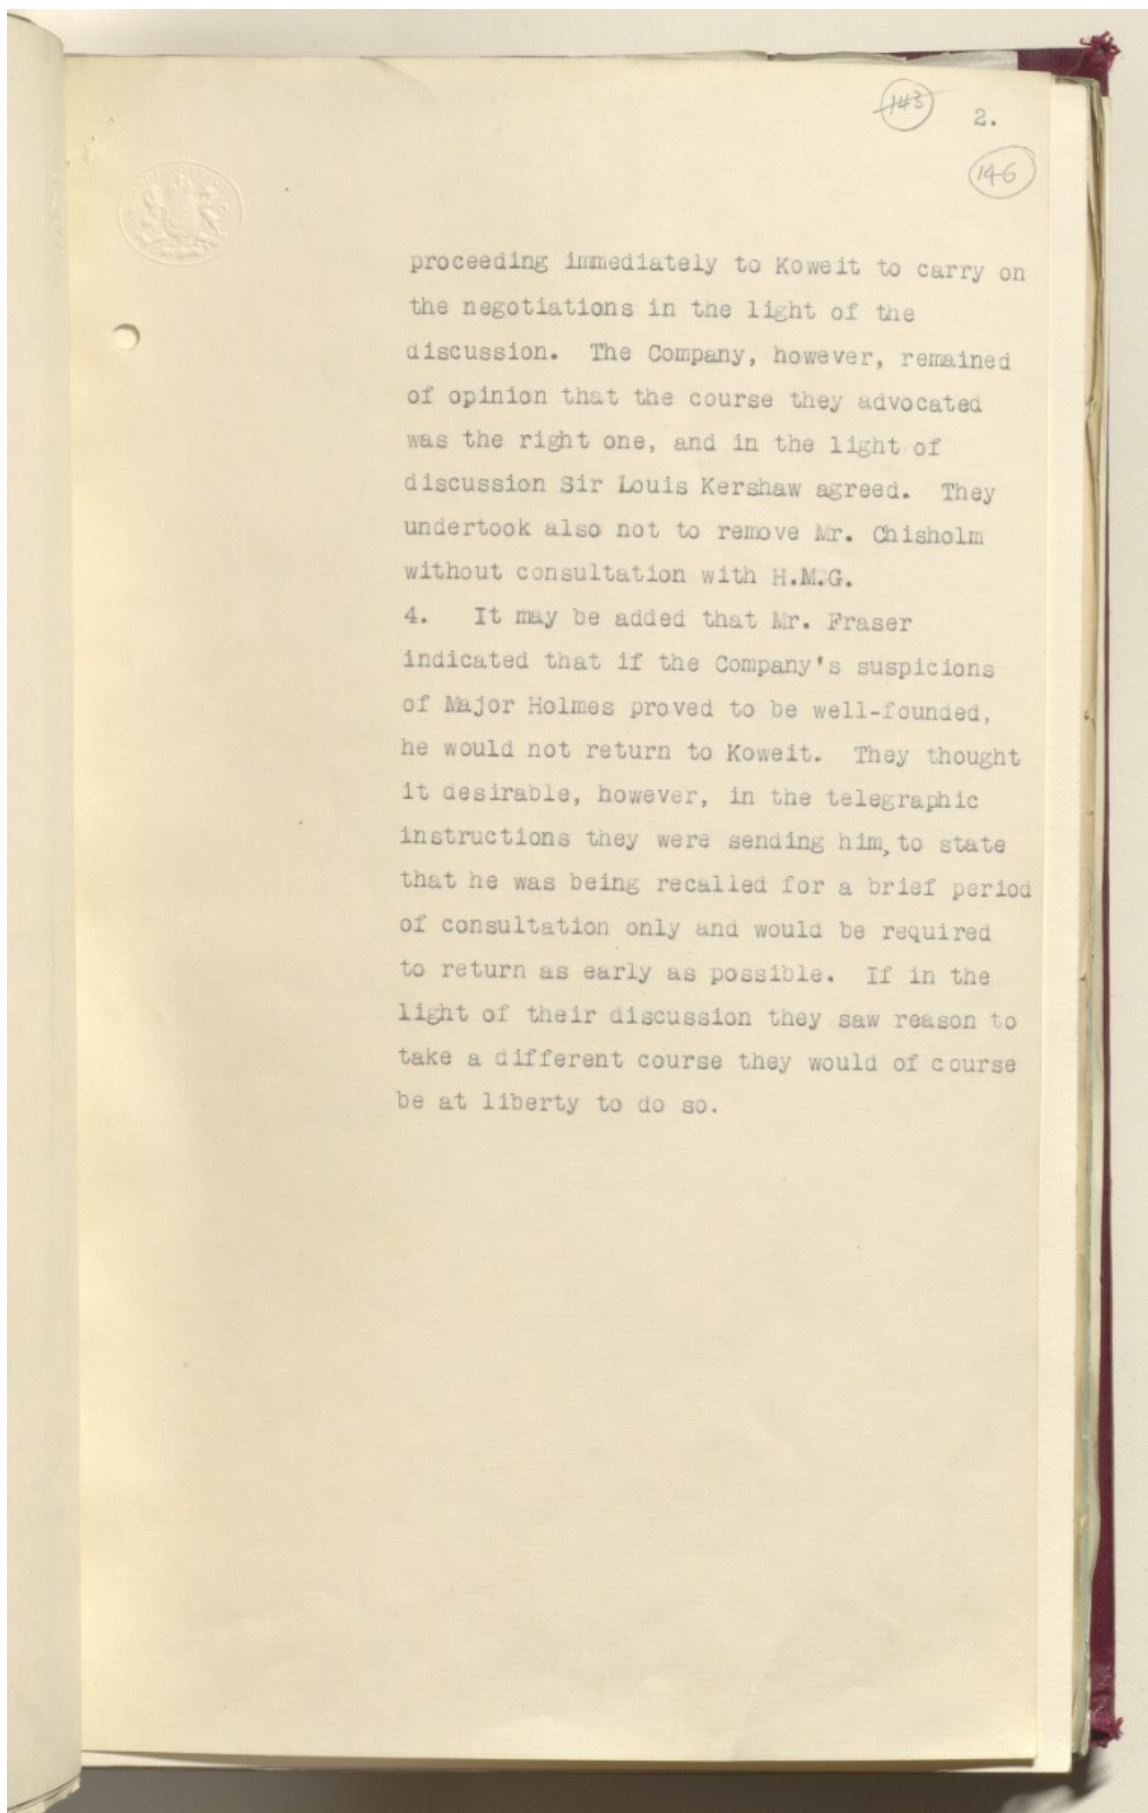 143
2.
146
proceeding immediately to Koweit to carry on
the negotiations in the light of the
discussion. The Company, however, remained
of opinion that the course they advocated
was the right one, and in the light of
discussion Sir Louis Kershaw agreed. They
undertook also not to remove Mr. Chisholm
without consultation with H.M.G.
4. It may be added that Mr. Fraser
indicated that if the Company's suspicions
of Major Holmes proved to be well-founded,
he would not return to Koweit. They thought
it desirable, however, in the telegraphic
instructions they were sending him, to state
that he was being recalled for a brief period
of consultation only and would be required
to return as early as possible. If in the
light of their discussion they saw reason to
take a different course they would of course
be at liberty to do so.